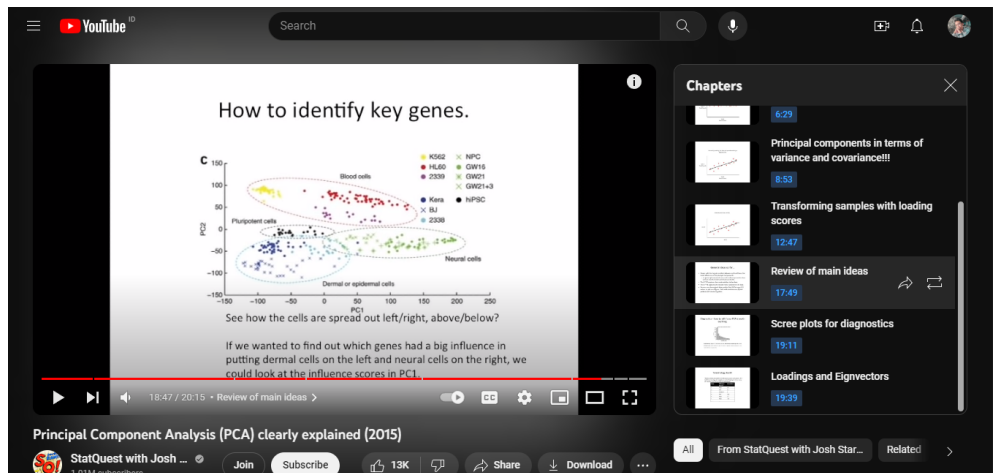 YouTube ID
Search
How to identify key genes.
C
150
100
50
0
−50
−100
−150
PC2
Blood cells
Pluripotent cells
Neural cells
Dermal or epidermal cells
K562
HL60
2339
Kera
BJ
2338
NPC
GW16
GW21
GW21+3
hiPSC
−150 −100 −50 0 50 100 150 200 250
PC1
See how the cells are spread out left/right, above/below?
If we wanted to find out which genes had a big influence in
putting dermal cells on the left and neural cells on the right, we
could look at the influence scores in PC1.
18:47 / 20:15 • Review of main ideas >
CC
Principal Component Analysis (PCA) clearly explained (2015)
StatQuest with Josh ...
1.01M subscribers
Join
Subscribe
13K
Share
Download
Chapters
6:29
Principal components in terms of
variance and covariance!!!
8:53
Transforming samples with loading
scores
12:47
Review of main ideas
17:49
Scree plots for diagnostics
19:11
Loadings and Eignvectors
19:39
All
From StatQuest with Josh Star...
Related